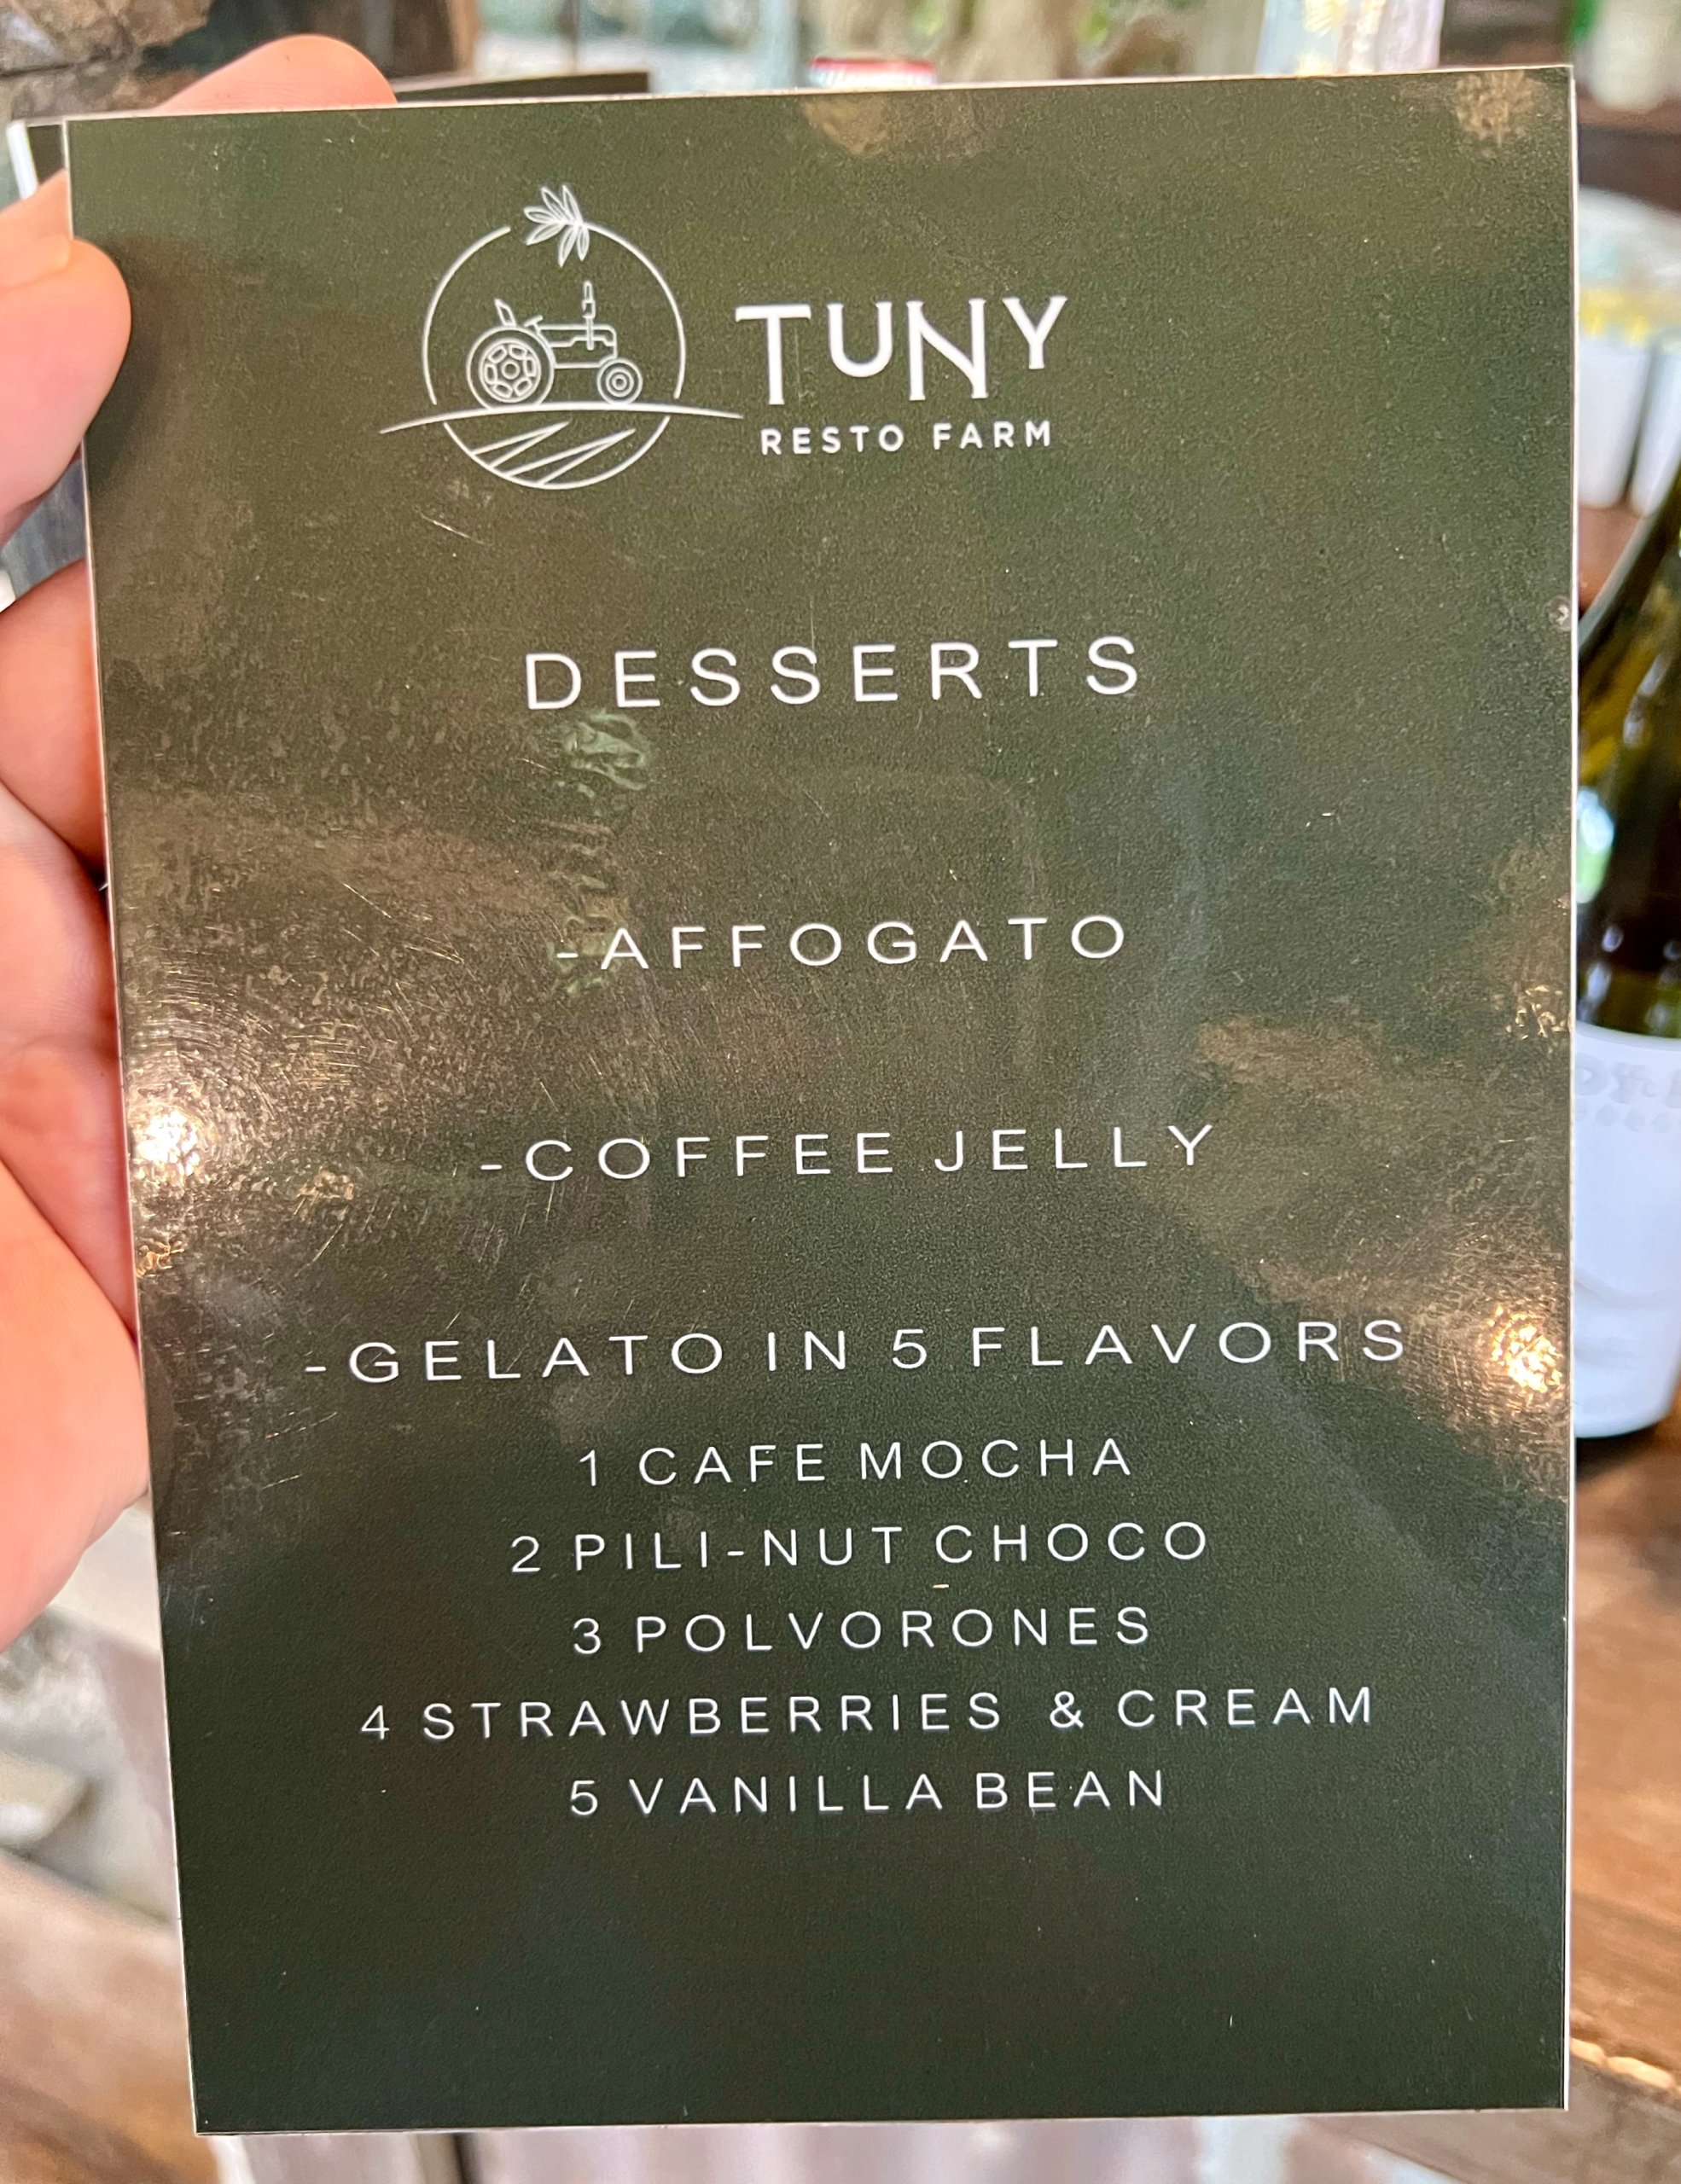 TUNY
RESTO FARM
DESSERTS
-AFFOGATO
-COFFEE JELLY
-GELATO IN 5 FLAVORS
1 CAFE MOCHA
2 PILI-NUT CHOCO
3 POLVORONES
4 STRAWBERRIES & CREAM
5 VANILLA BEAN